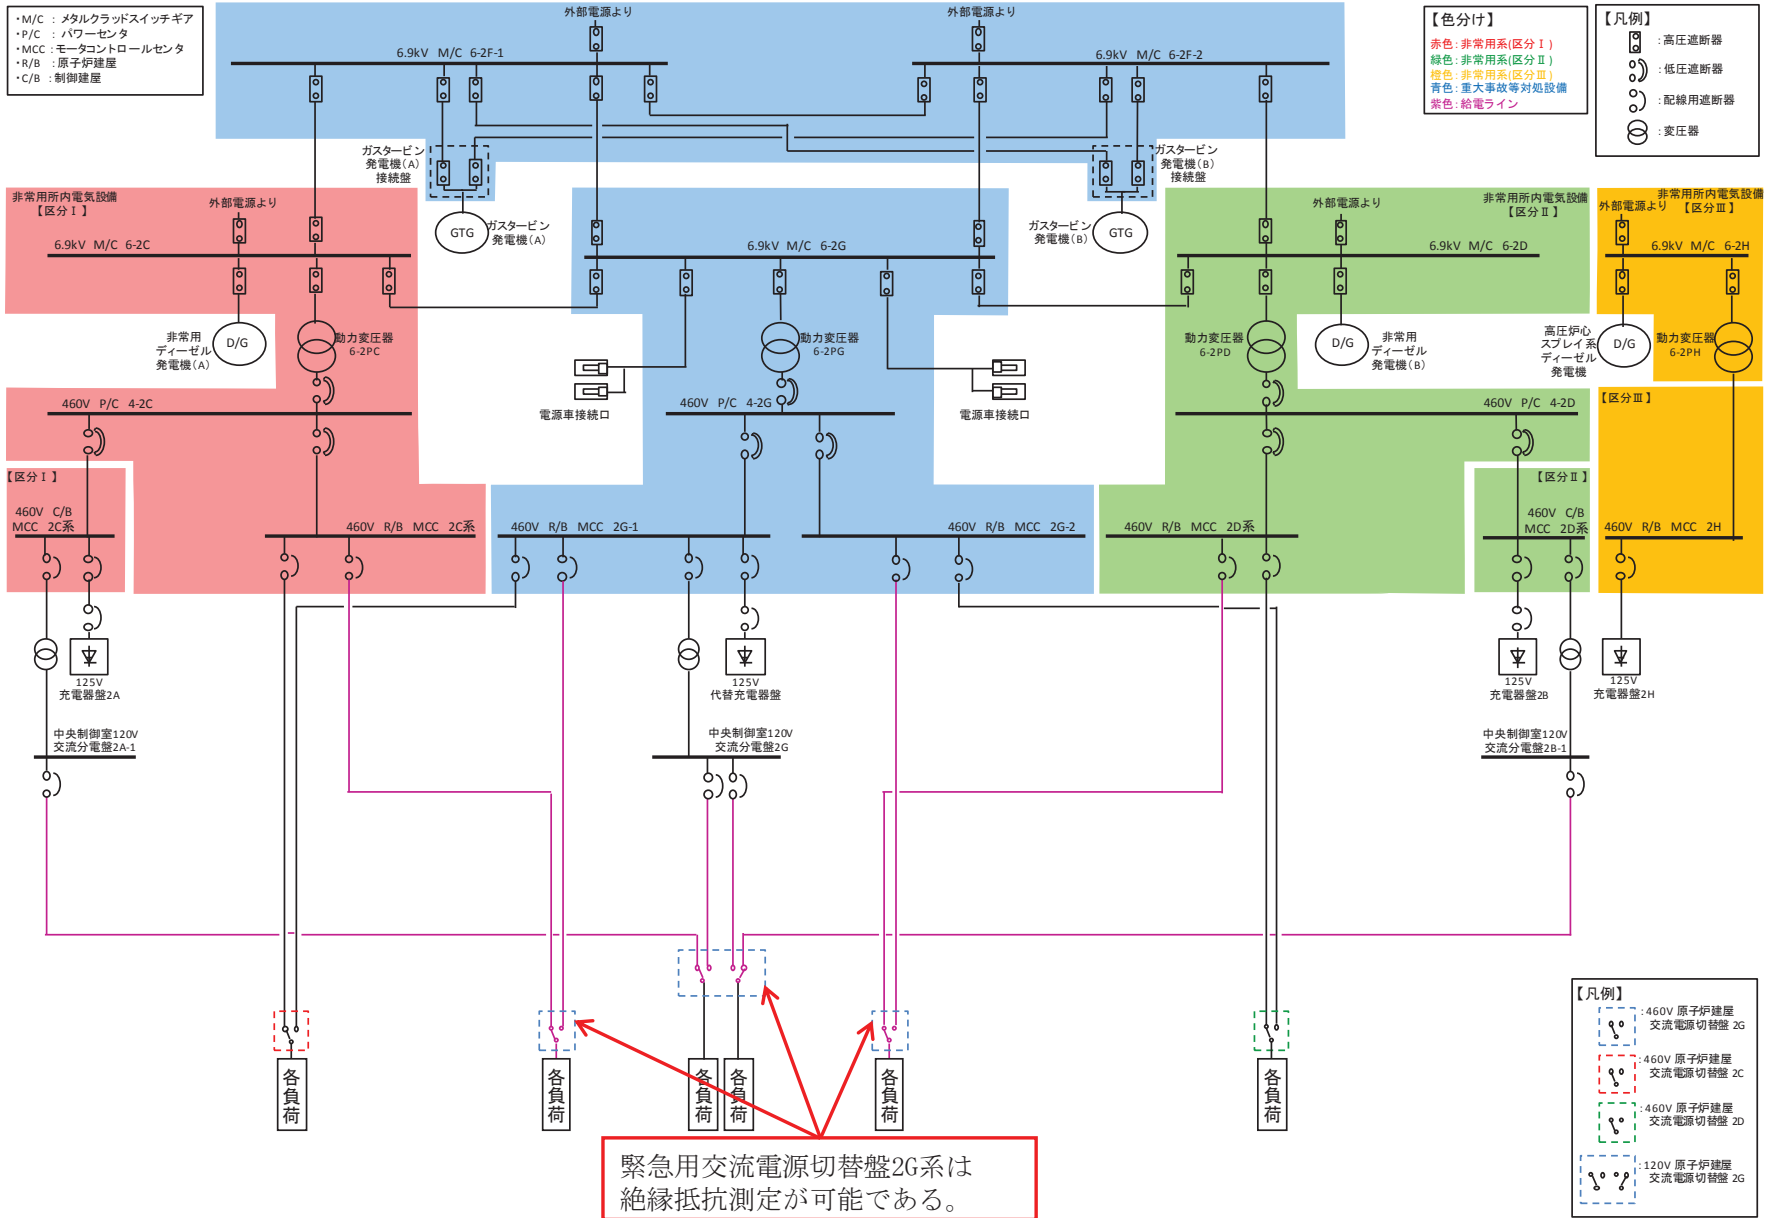 ・M/C ： メタルクラッドスイッチギア
・P/C ： パワーセンタ
・MCC ：モータコントロールセンタ
・R/B ：原子炉建屋
・C/B ：制御建屋
外部電源より
外部電源より
6.9kV M/C 6-2F-1
6.9kV M/C 6-2F-2
【色分け】
赤色：非常用系(区分Ⅰ)
緑色：非常用系(区分Ⅱ)
橙色：非常用系(区分Ⅲ)
青色：重大事故等対処設備
紫色：給電ライン
【凡例】
：高圧遮断器
：低圧遮断器
：配線用遮断器
：変圧器
ガスタービン
発電機(A)
接続盤
ガスタービン
発電機(B)
接続盤
GTG
ガスタービン
発電機(A)
ガスタービン
発電機(B)
GTG
非常用所内電気設備
【区分Ⅰ】
外部電源より
6.9kV M/C 6-2C
6.9kV M/C 6-2G
外部電源より
非常用所内電気設備
【区分Ⅱ】
6.9kV M/C 6-2D
非常用所内電気設備
外部電源より
【区分Ⅲ】
6.9kV M/C 6-2H
非常用
ディーゼル
発電機(A)
D/G
動力変圧器
6-2PC
動力変圧器
6-2PG
動力変圧器
6-2PD
D/G
非常用
ディーゼル
発電機(B)
高圧炉心
スプレイ系
ディーゼル
発電機
D/G
動力変圧器
6-2PH
電源車接続口
電源車接続口
460V P/C 4-2C
460V P/C 4-2G
460V P/C 4-2D
【区分Ⅲ】
【区分Ⅰ】
460V C/B
MCC 2C系
460V R/B MCC 2C系
460V R/B MCC 2G-1
460V R/B MCC 2G-2
460V R/B MCC 2D系
【区分Ⅱ】
460V C/B
MCC 2D系
460V R/B MCC 2H
125V
充電器盤2A
125V
代替充電器盤
125V
充電器盤2B
125V
充電器盤2H
中央制御室120V
交流分電盤2A-1
中央制御室120V
交流分電盤2G
中央制御室120V
交流分電盤2B-1
各負荷
各負荷
各負荷
各負荷
各負荷
各負荷
【凡例】
：460V 原子炉建屋
交流電源切替盤 2G
：460V 原子炉建屋
交流電源切替盤 2C
：460V 原子炉建屋
交流電源切替盤 2D
：120V 原子炉建屋
交流電源切替盤 2G
緊急用交流電源切替盤2G系は
絶縁抵抗測定が可能である。